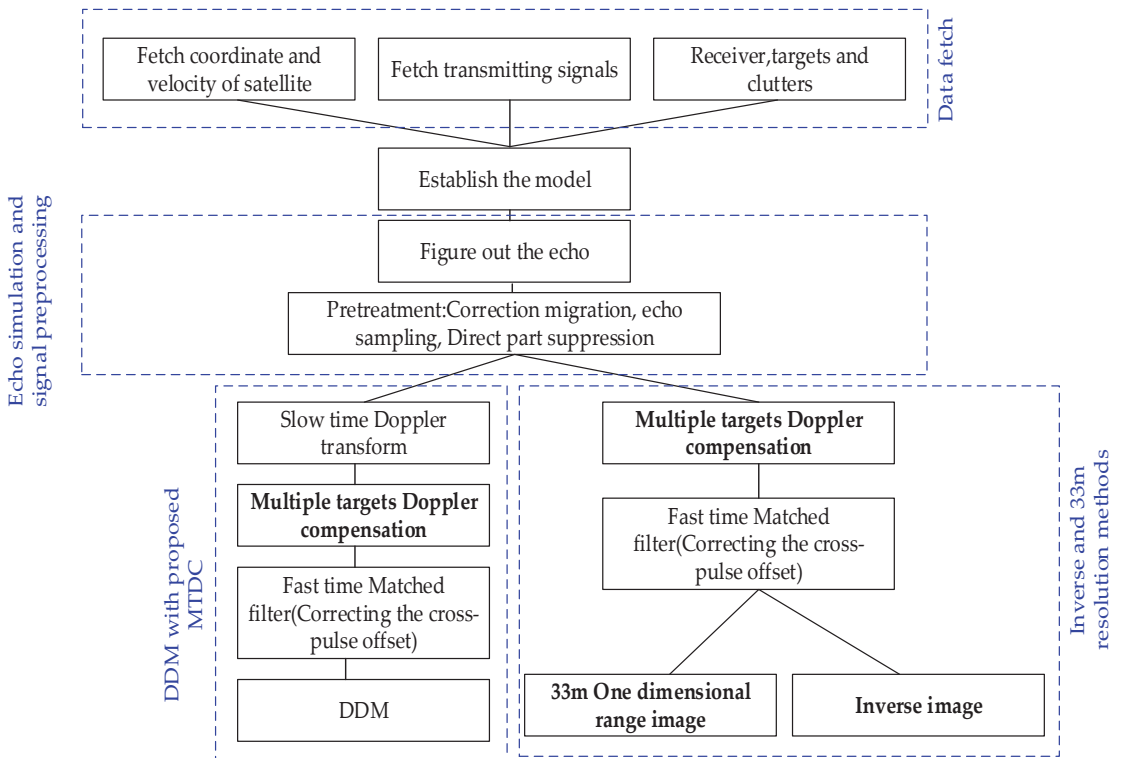 Fetch coordinate and
velocity of satellite
Fetch transmitting signals
Receiver,targets and
clutters
Data fetch
Establish the model
Echo simulation and
signal preprocessing
Figure out the echo
Pretreatment:Correction migration, echo
sampling, Direct part suppression
DDM with proposed
MTDC
Slow time Doppler
transform
Multiple targets Doppler
compensation
Fast time Matched
filter(Correcting the cross-
pulse offset)
DDM
Multiple targets Doppler
compensation
Fast time Matched
filter(Correcting the cross-
pulse offset)
33m One dimensional
range image
Inverse image
Inverse and 33m
resolution methods